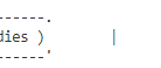 ------.
dies )        |
------'